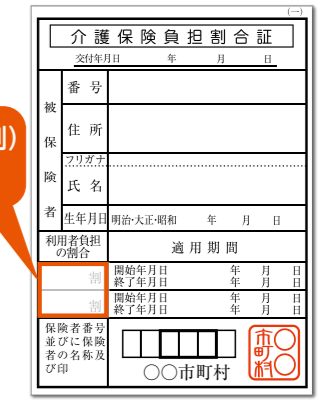 (一)
介護保険負担割合証
交付年月日 年 月 日
被保険者
番号
住所
フリガナ
氏名
生年月日 明治・大正・昭和 年 月 日
利用者負担の割合 適用期間
割 開始年月日 年 月 日
終了年月日 年 月 日
割 開始年月日 年 月 日
終了年月日 年 月 日
保険者番号
並びに保険
者の名称及
び印
〇〇市町村
〇〇市町村